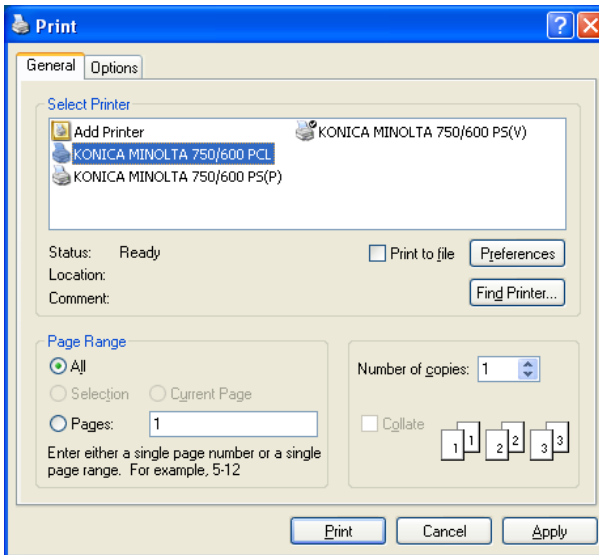 Print
General Options
Select Printer
Add Printer KONICA MINOLTA 750/600 PS(V)
KONICA MINOLTA 750/600 PCL
KONICA MINOLTA 750/600 PS(P)
Status: Ready Print to file Preferences
Location:
Comment: Find Printer...
Page Range
All
Selection Current Page
Pages: 1
Enter either a single page number or a single
page range. For example, 5-12
Number of copies: 1
Collate 1 1 2 2 3 3
Print Cancel Apply